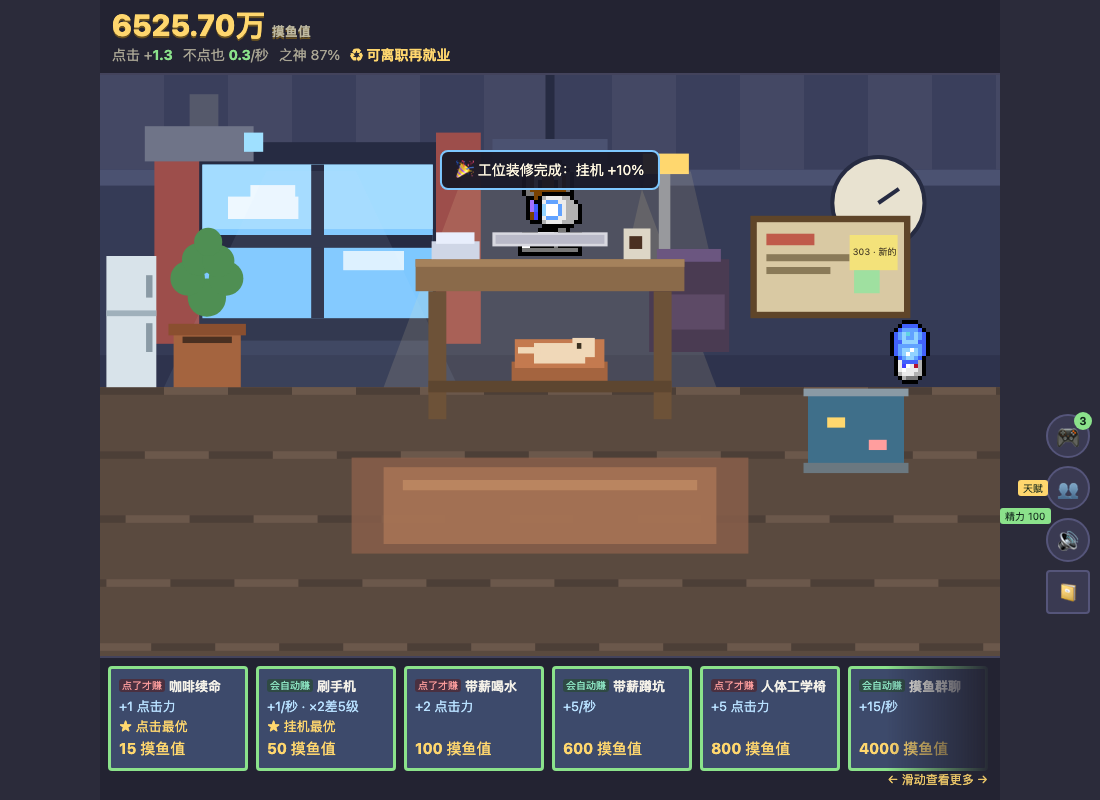 6525.70万 摸鱼值
点击 +1.3 不点也 0.3/秒 之神 87% ♻ 可离职再就业
🎉 工位装修完成：挂机 +10%
303 · 新的
3
天赋
精力 100
点了才赚 咖啡续命
+1 点击力
⭐ 点击最优
15 摸鱼值
会自动赚 刷手机
+1/秒 · ×2差5级
⭐ 挂机最优
50 摸鱼值
点了才赚 带薪喝水
+2 点击力
100 摸鱼值
会自动赚 带薪蹲坑
+5/秒
600 摸鱼值
点了才赚 人体工学椅
+5 点击力
800 摸鱼值
会自动赚 摸鱼群聊
+15/秒
4000 摸鱼值
← 滑动查看更多 →